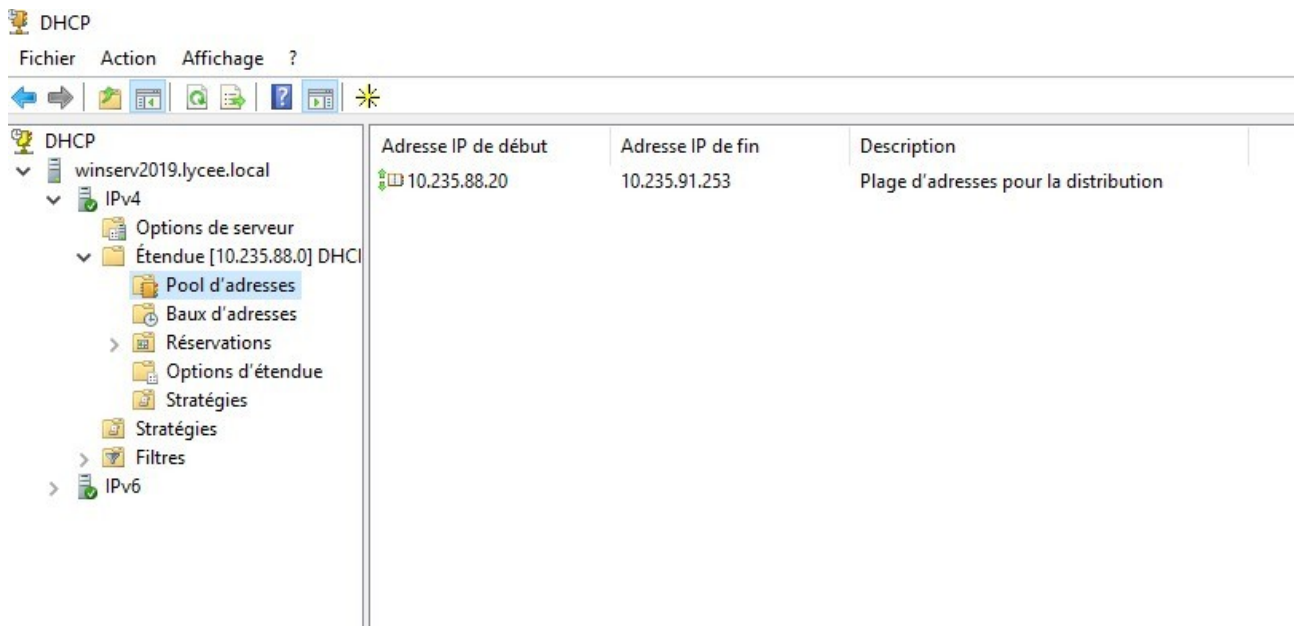 DHCP
Fichier Action Affichage ?
DHCP
winserv2019.lycee.local
IPv4
Options de serveur
Étendue [10.235.88.0] DHCI
Pool d'adresses
Baux d'adresses
Réservations
Options d'étendue
Stratégies
Stratégies
Filtres
IPv6
Adresse IP de début Adresse IP de fin Description
10.235.88.20 10.235.91.253 Plage d'adresses pour la distribution